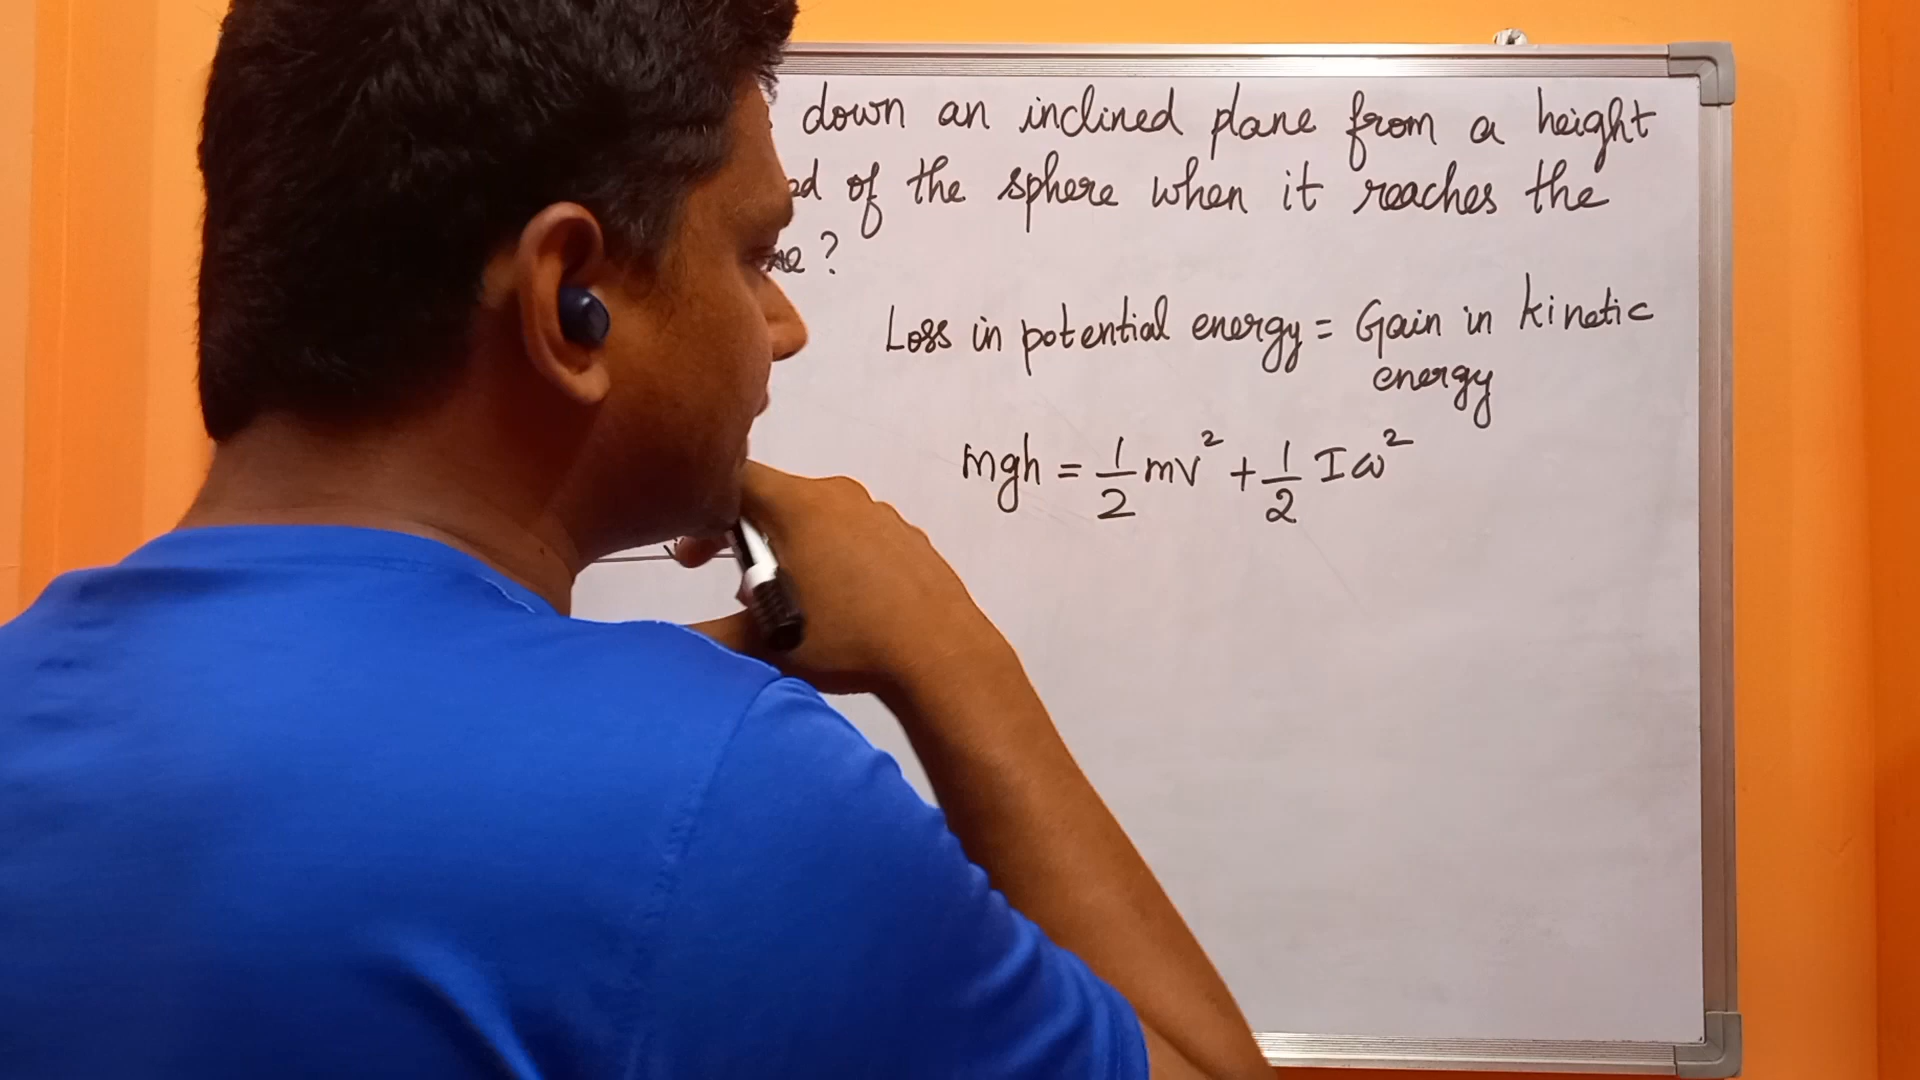 down an inclined plane from a height
of the sphere when it reaches the
?
Loss in potential energy = Gain in kinetic
energy
mgh = 1/2 mv² + 1/2 Iω²